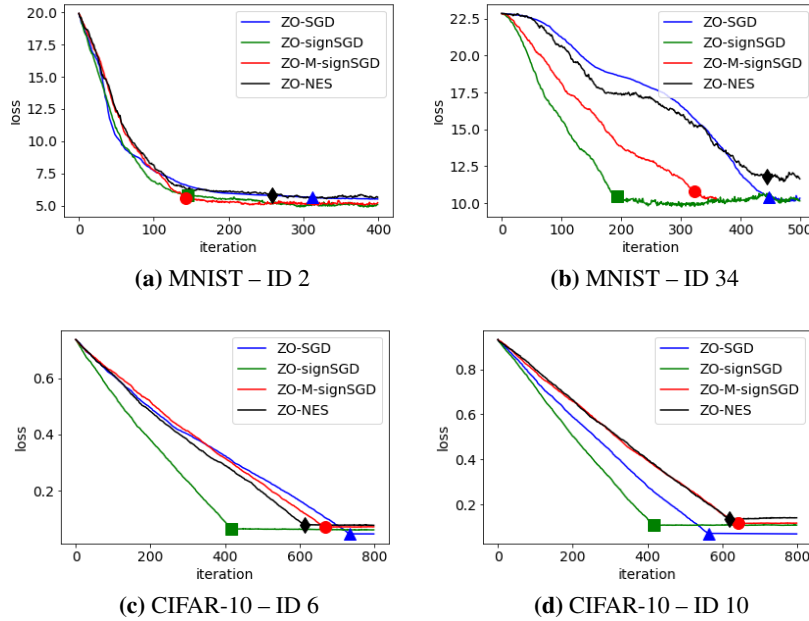 20.0
17.5
15.0
12.5
10.0
7.5
5.0
loss
0 100 200 300 400
iteration
ZO-SGD
ZO-signSGD
ZO-M-signSGD
ZO-NES
(a) MNIST – ID 2
22.5
20.0
17.5
15.0
12.5
10.0
loss
0 100 200 300 400 500
iteration
ZO-SGD
ZO-signSGD
ZO-M-signSGD
ZO-NES
(b) MNIST – ID 34
0.6
0.4
0.2
loss
0 200 400 600 800
iteration
ZO-SGD
ZO-signSGD
ZO-M-signSGD
ZO-NES
(c) CIFAR-10 – ID 6
0.8
0.6
0.4
0.2
loss
0 200 400 600 800
iteration
ZO-SGD
ZO-signSGD
ZO-M-signSGD
ZO-NES
(d) CIFAR-10 – ID 10